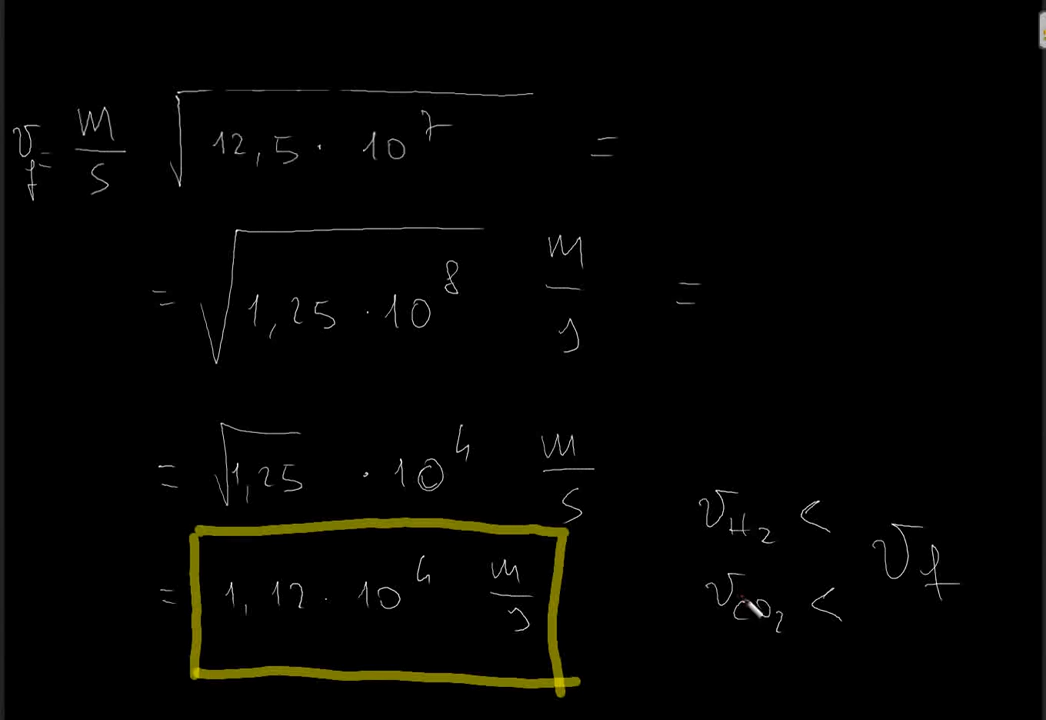 v_f = m/s √(12,5 · 10^7) =
= √(1,25 · 10^8) m/s =
= √1,25 · 10^4 m/s
= 1,12 · 10^4 m/s
v_H2 < v_f
v_CO2 <